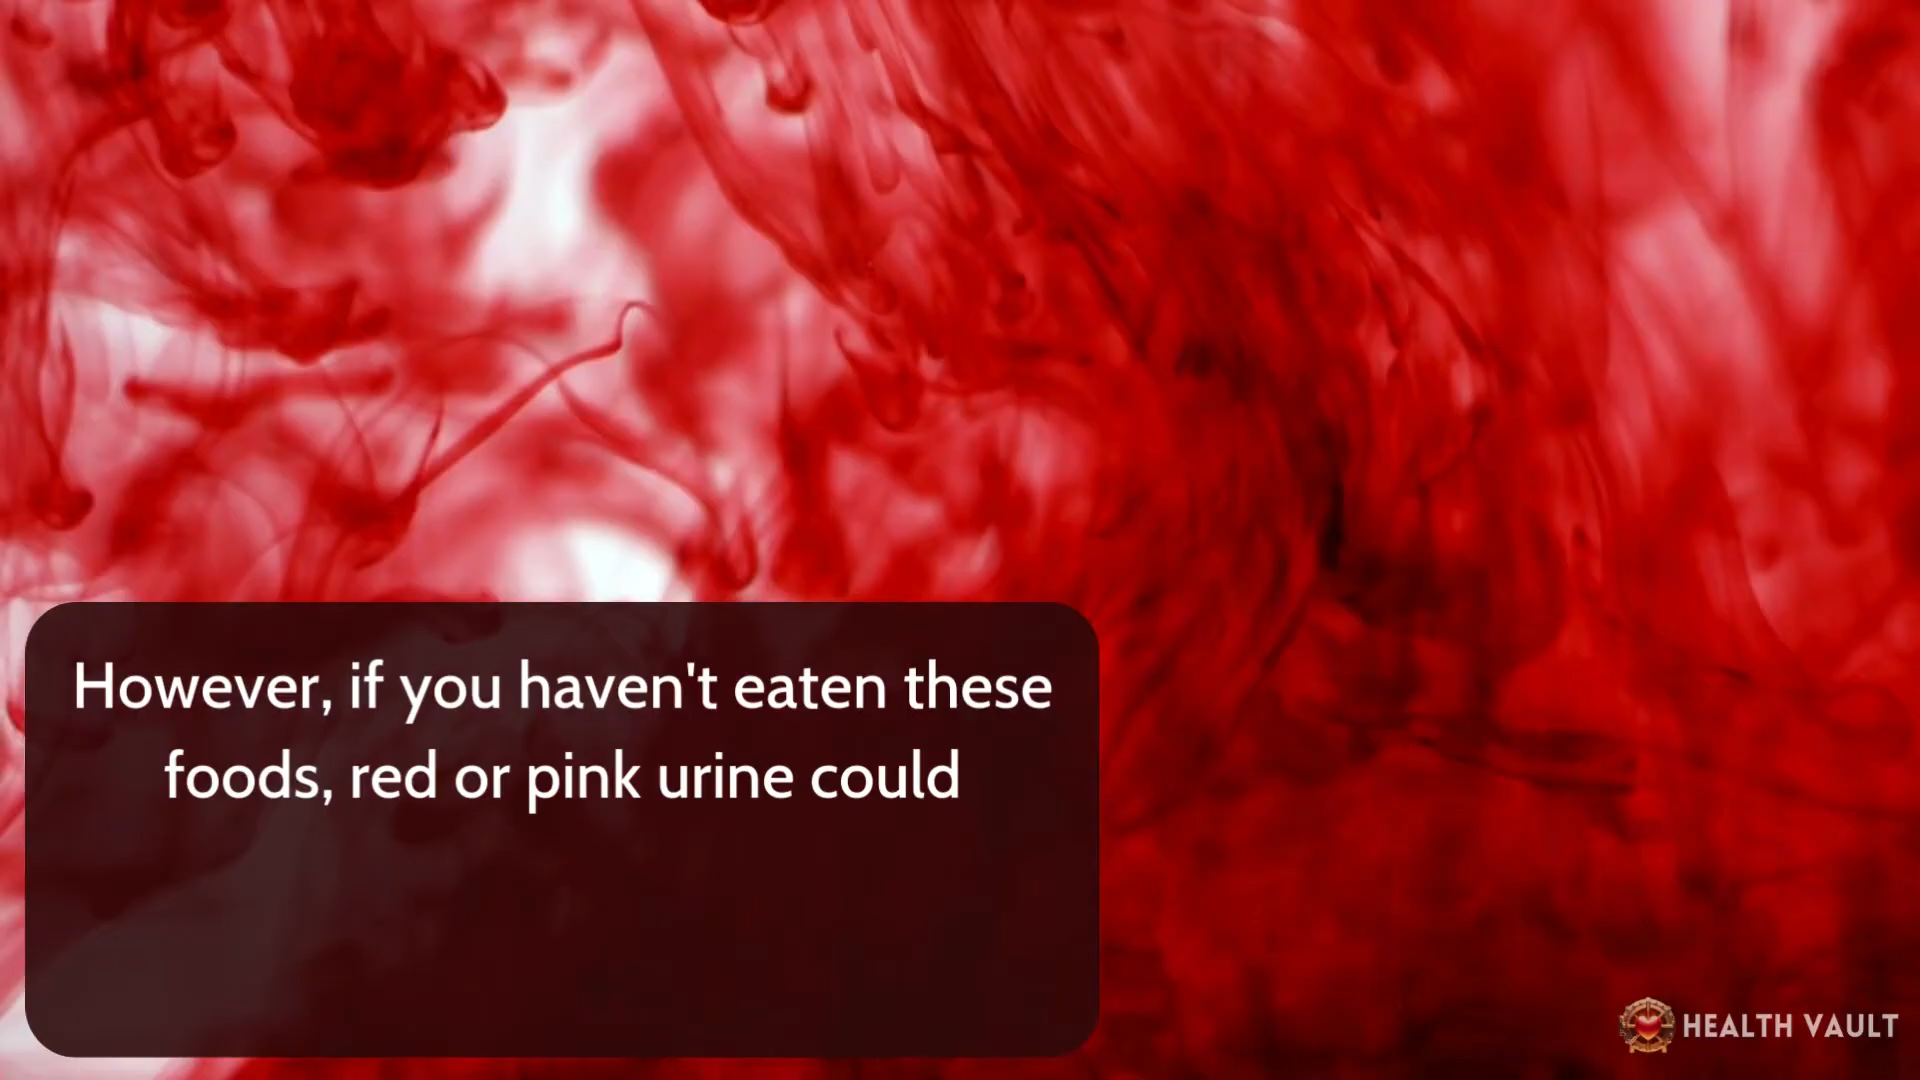 However, if you haven't eaten these
foods, red or pink urine could
HEALTH VAULT